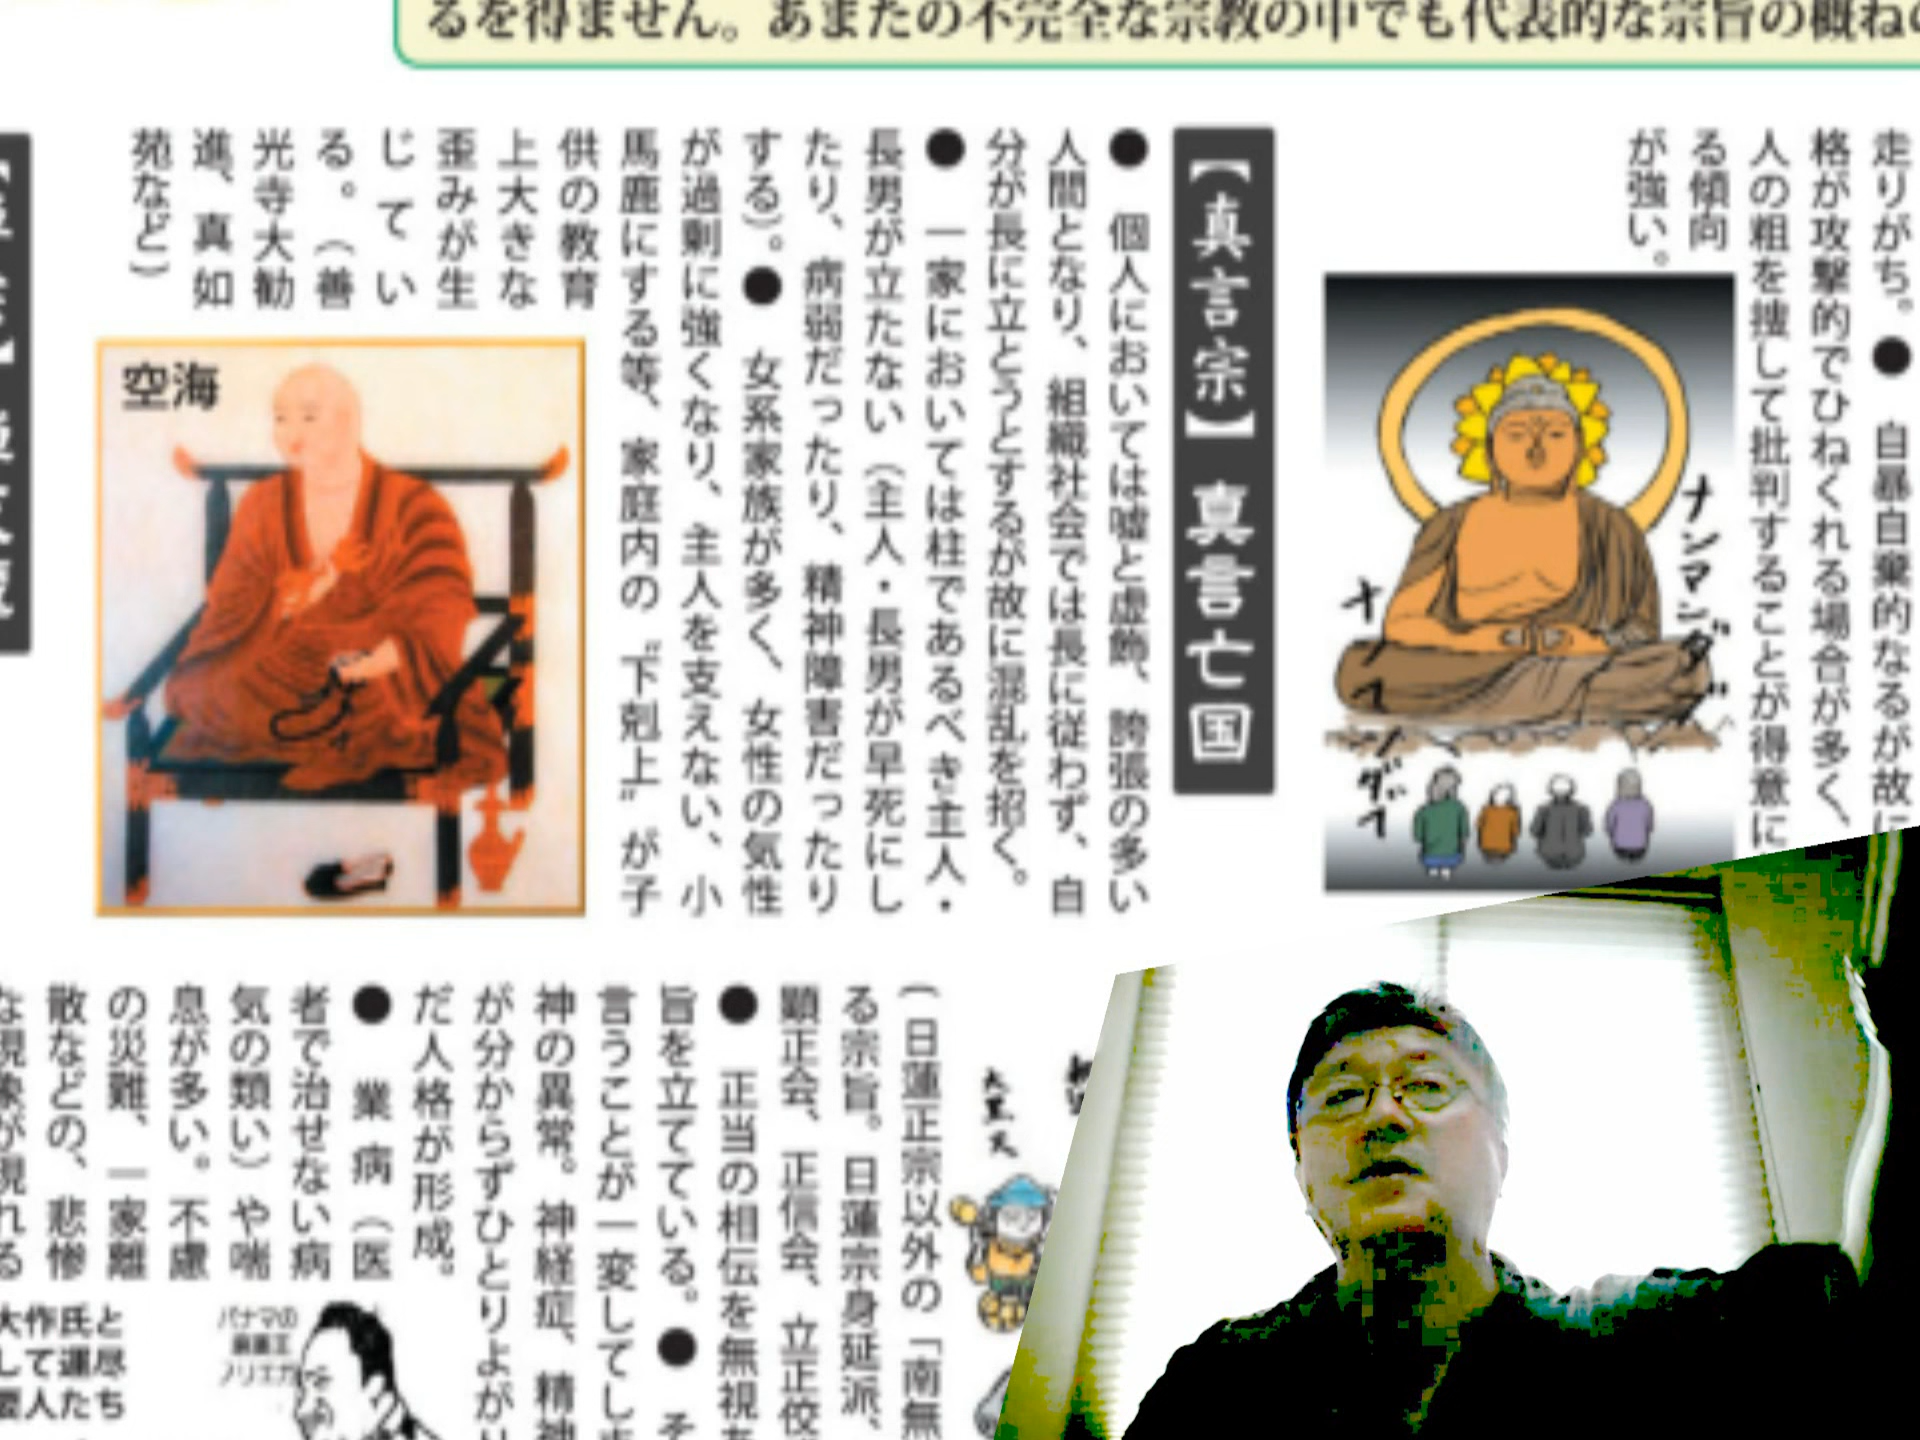 るを得ません。あまたの不完全な宗教の中でも代表的な宗旨の概ね
走りがち。● 自暴自棄的なるが故に
格が攻撃的でひねくれる場合が多く、
人の粗を捜して批判することが得意に
る傾向
が強い。
ナンマンダブ
【真言宗】真言亡国
● 個人においては嘘と虚飾、誇張の多い
人間となり、組織社会では長に従わず、自
分が長に立とうとするが故に混乱を招く。
● 一家においては柱であるべき主人・
長男が立たない（主人・長男が早死にし
たり、病弱だったり、精神障害だったり
する）。● 女系家族が多く、女性の気性
が過剰に強くなり、主人を支えない、小
馬鹿にする等、家庭内の〝下剋上〟が子
供の教育
上大きな
歪みが生
じてい
る。（善
光寺大勧
進、真如
苑など）
空海
大黒天
（日蓮正宗以外の「南無
る宗旨。日蓮宗身延派、
顕正会、正信会、立正佼
● 正当の相伝を無視
旨を立てている。● そ
言うことが一変してし
神の異常。神経症、精神
が分からずひとりよがり
だ人格が形成。
● 業病（医
者で治せない病
気の類い）や喘
息が多い。不慮
の災難、一家離
散などの、悲惨
な現象が現れる
パナマの
ノリエガ